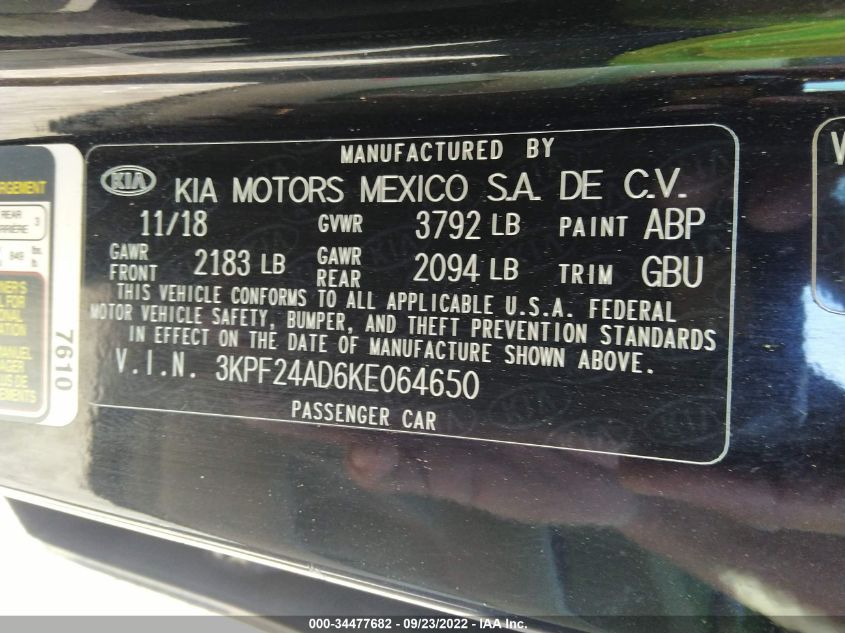 MANUFACTURED BY
KIA KIA MOTORS MEXICO S.A. DE C.V.
11/18 GVWR 3792 LB PAINT ABP
GAWR FRONT 2183 LB GAWR REAR 2094 LB TRIM GBU
THIS VEHICLE CONFORMS TO ALL APPLICABLE U.S.A. FEDERAL
MOTOR VEHICLE SAFETY, BUMPER, AND THEFT PREVENTION STANDARDS
IN EFFECT ON THE DATE OF MANUFACTURE SHOWN ABOVE.
V.I.N. 3KPF24AD6KE064650
PASSENGER CAR
REAR 3
7610
000-34477682 - 09/23/2022 - IAAI, Inc.